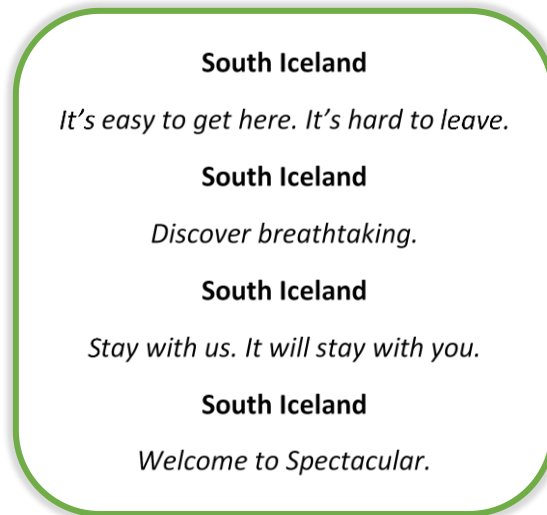 South Iceland
It’s easy to get here. It’s hard to leave.
South Iceland
Discover breathtaking.
South Iceland
Stay with us. It will stay with you.
South Iceland
Welcome to Spectacular.